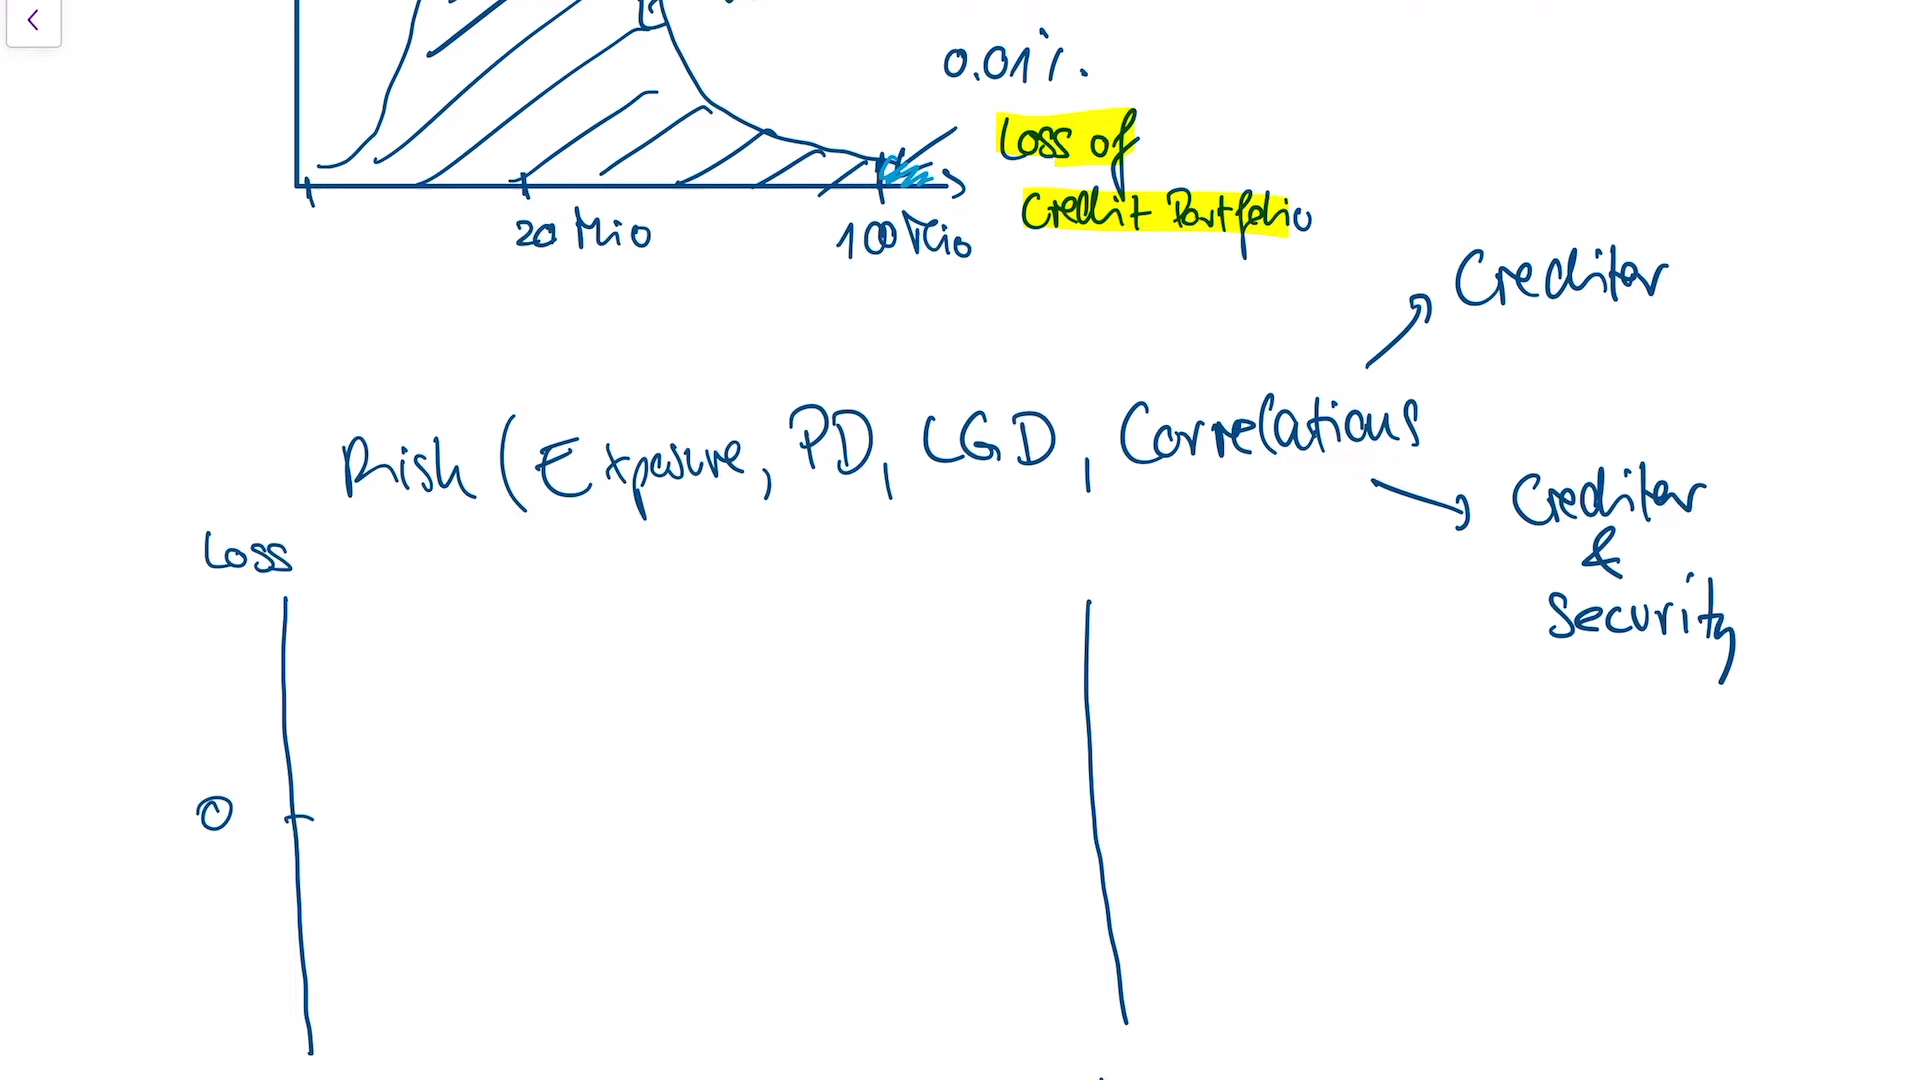 0.01%.
Loss of
Credit Portfolio
20 Mio
100 Mio
Creditor
Risk (Exposure, PD, LGD, Correlations
Creditor
&
Security
Loss
0